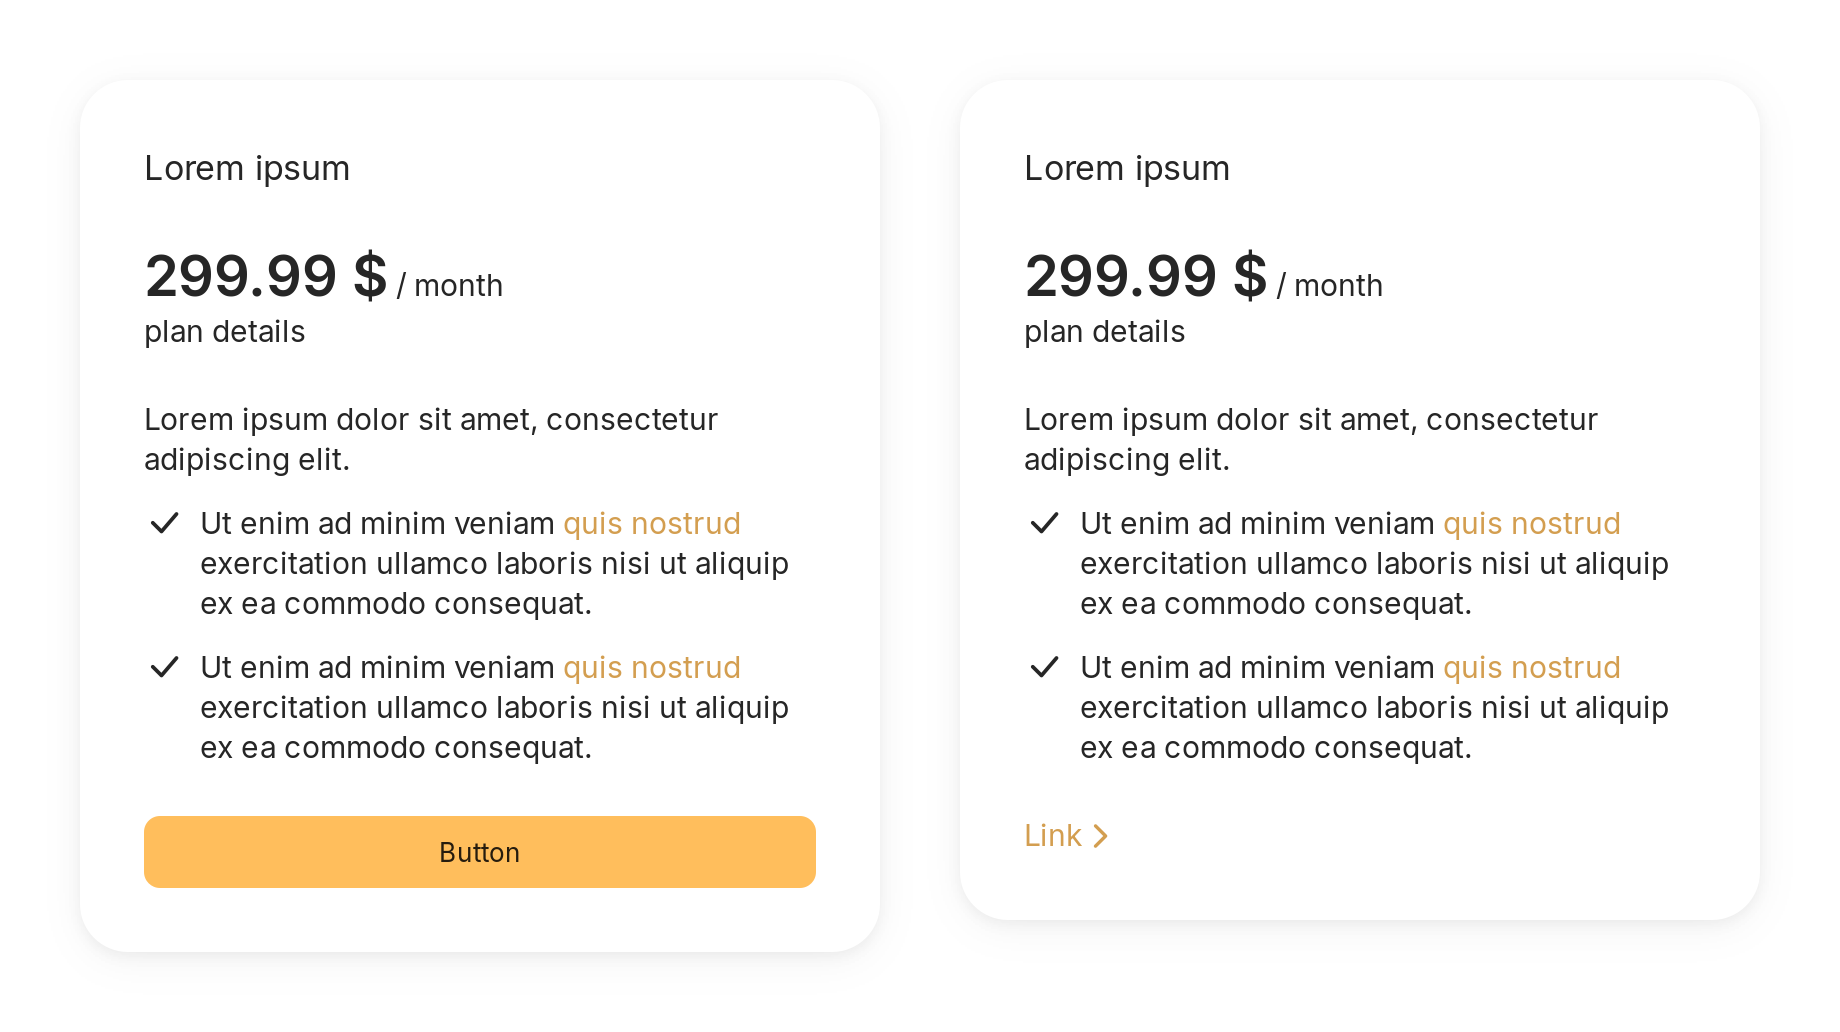 Lorem ipsum
299.99 $ / month
plan details
Lorem ipsum dolor sit amet, consectetur
adipiscing elit.
Ut enim ad minim veniam quis nostrud
exercitation ullamco laboris nisi ut aliquip
ex ea commodo consequat.
Ut enim ad minim veniam quis nostrud
exercitation ullamco laboris nisi ut aliquip
ex ea commodo consequat.
Button
Lorem ipsum
299.99 $ / month
plan details
Lorem ipsum dolor sit amet, consectetur
adipiscing elit.
Ut enim ad minim veniam quis nostrud
exercitation ullamco laboris nisi ut aliquip
ex ea commodo consequat.
Ut enim ad minim veniam quis nostrud
exercitation ullamco laboris nisi ut aliquip
ex ea commodo consequat.
Link